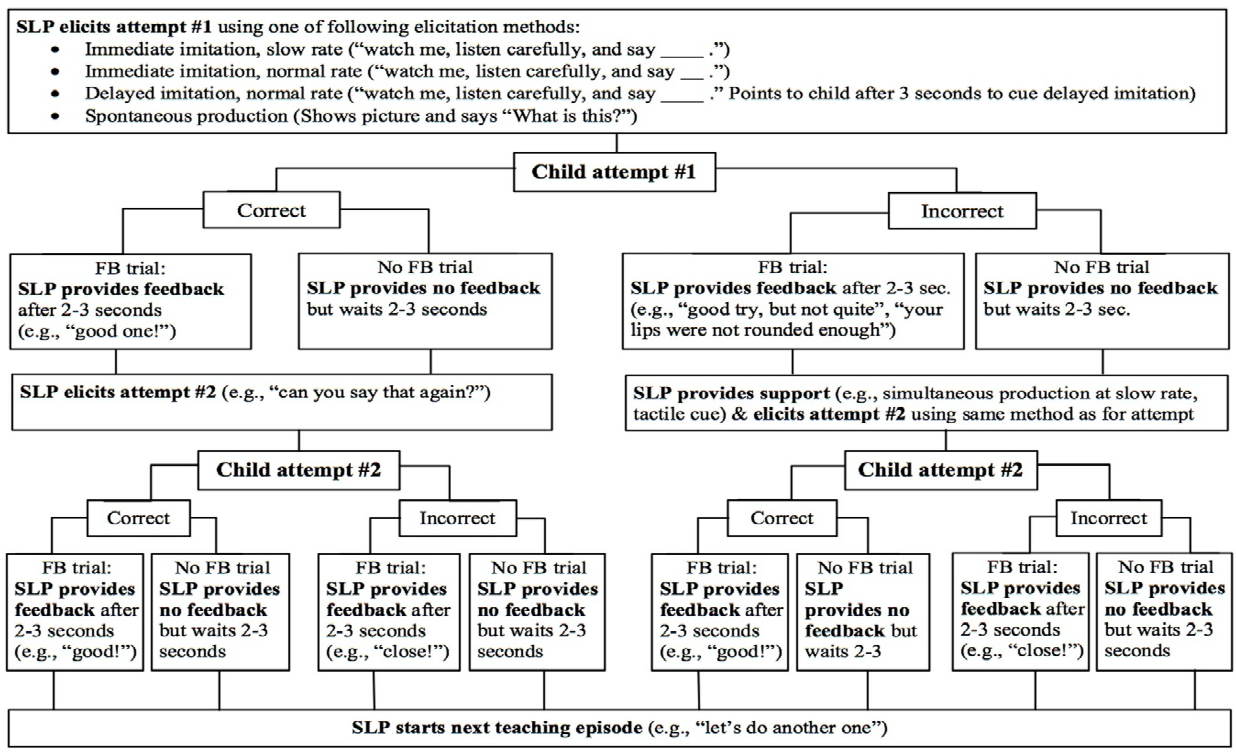 SLP elicits attempt #1 using one of following elicitation methods:
• Immediate imitation, slow rate (“watch me, listen carefully, and say ____ .”)
• Immediate imitation, normal rate (“watch me, listen carefully, and say __ .”)
• Delayed imitation, normal rate (“watch me, listen carefully, and say ____ .” Points to child after 3 seconds to cue delayed imitation)
• Spontaneous production (Shows picture and says “What is this?”)
Child attempt #1
Correct
Incorrect
FB trial:
SLP provides feedback
after 2-3 seconds
(e.g., “good one!”)
No FB trial
SLP provides no feedback
but waits 2-3 seconds
FB trial:
SLP provides feedback after 2-3 sec.
(e.g., “good try, but not quite”, “your
lips were not rounded enough”)
No FB trial
SLP provides no feedback
but waits 2-3 sec.
SLP elicits attempt #2 (e.g., “can you say that again?”)
SLP provides support (e.g., simultaneous production at slow rate,
tactile cue) & elicits attempt #2 using same method as for attempt
Child attempt #2
Child attempt #2
Correct
Incorrect
Correct
Incorrect
FB trial:
SLP provides
feedback after
2-3 seconds
(e.g., “good!”)
No FB trial
SLP provides
no feedback
but waits 2-3
seconds
FB trial:
SLP provides
feedback after
2-3 seconds
(e.g., “close!”)
No FB trial
SLP provides
no feedback
but waits 2-3
seconds
FB trial:
SLP provides
feedback after
2-3 seconds
(e.g., “good!”)
No FB trial
SLP
provides no
feedback but
waits 2-3
FB trial:
SLP provides
feedback after
2-3 seconds
(e.g., “close!”)
No FB trial
SLP provides
no feedback
but waits 2-3
seconds
SLP starts next teaching episode (e.g., “let’s do another one”)